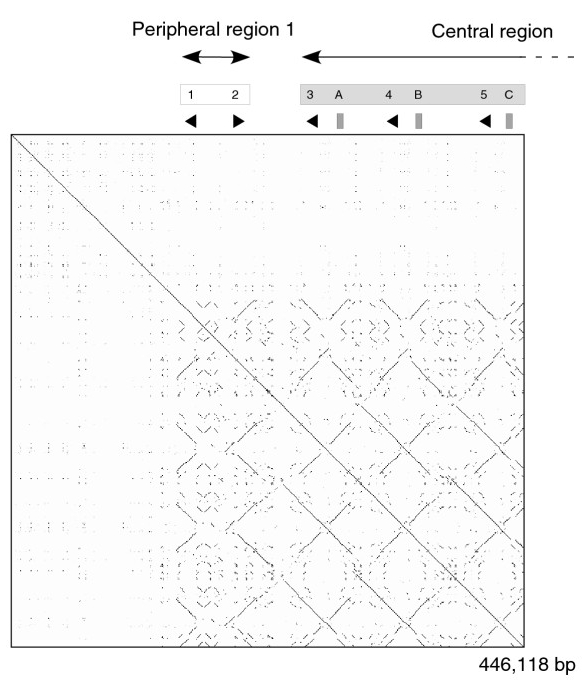 Peripheral region 1 Central region
1 2 3 A 4 B 5 C
446,118 bp